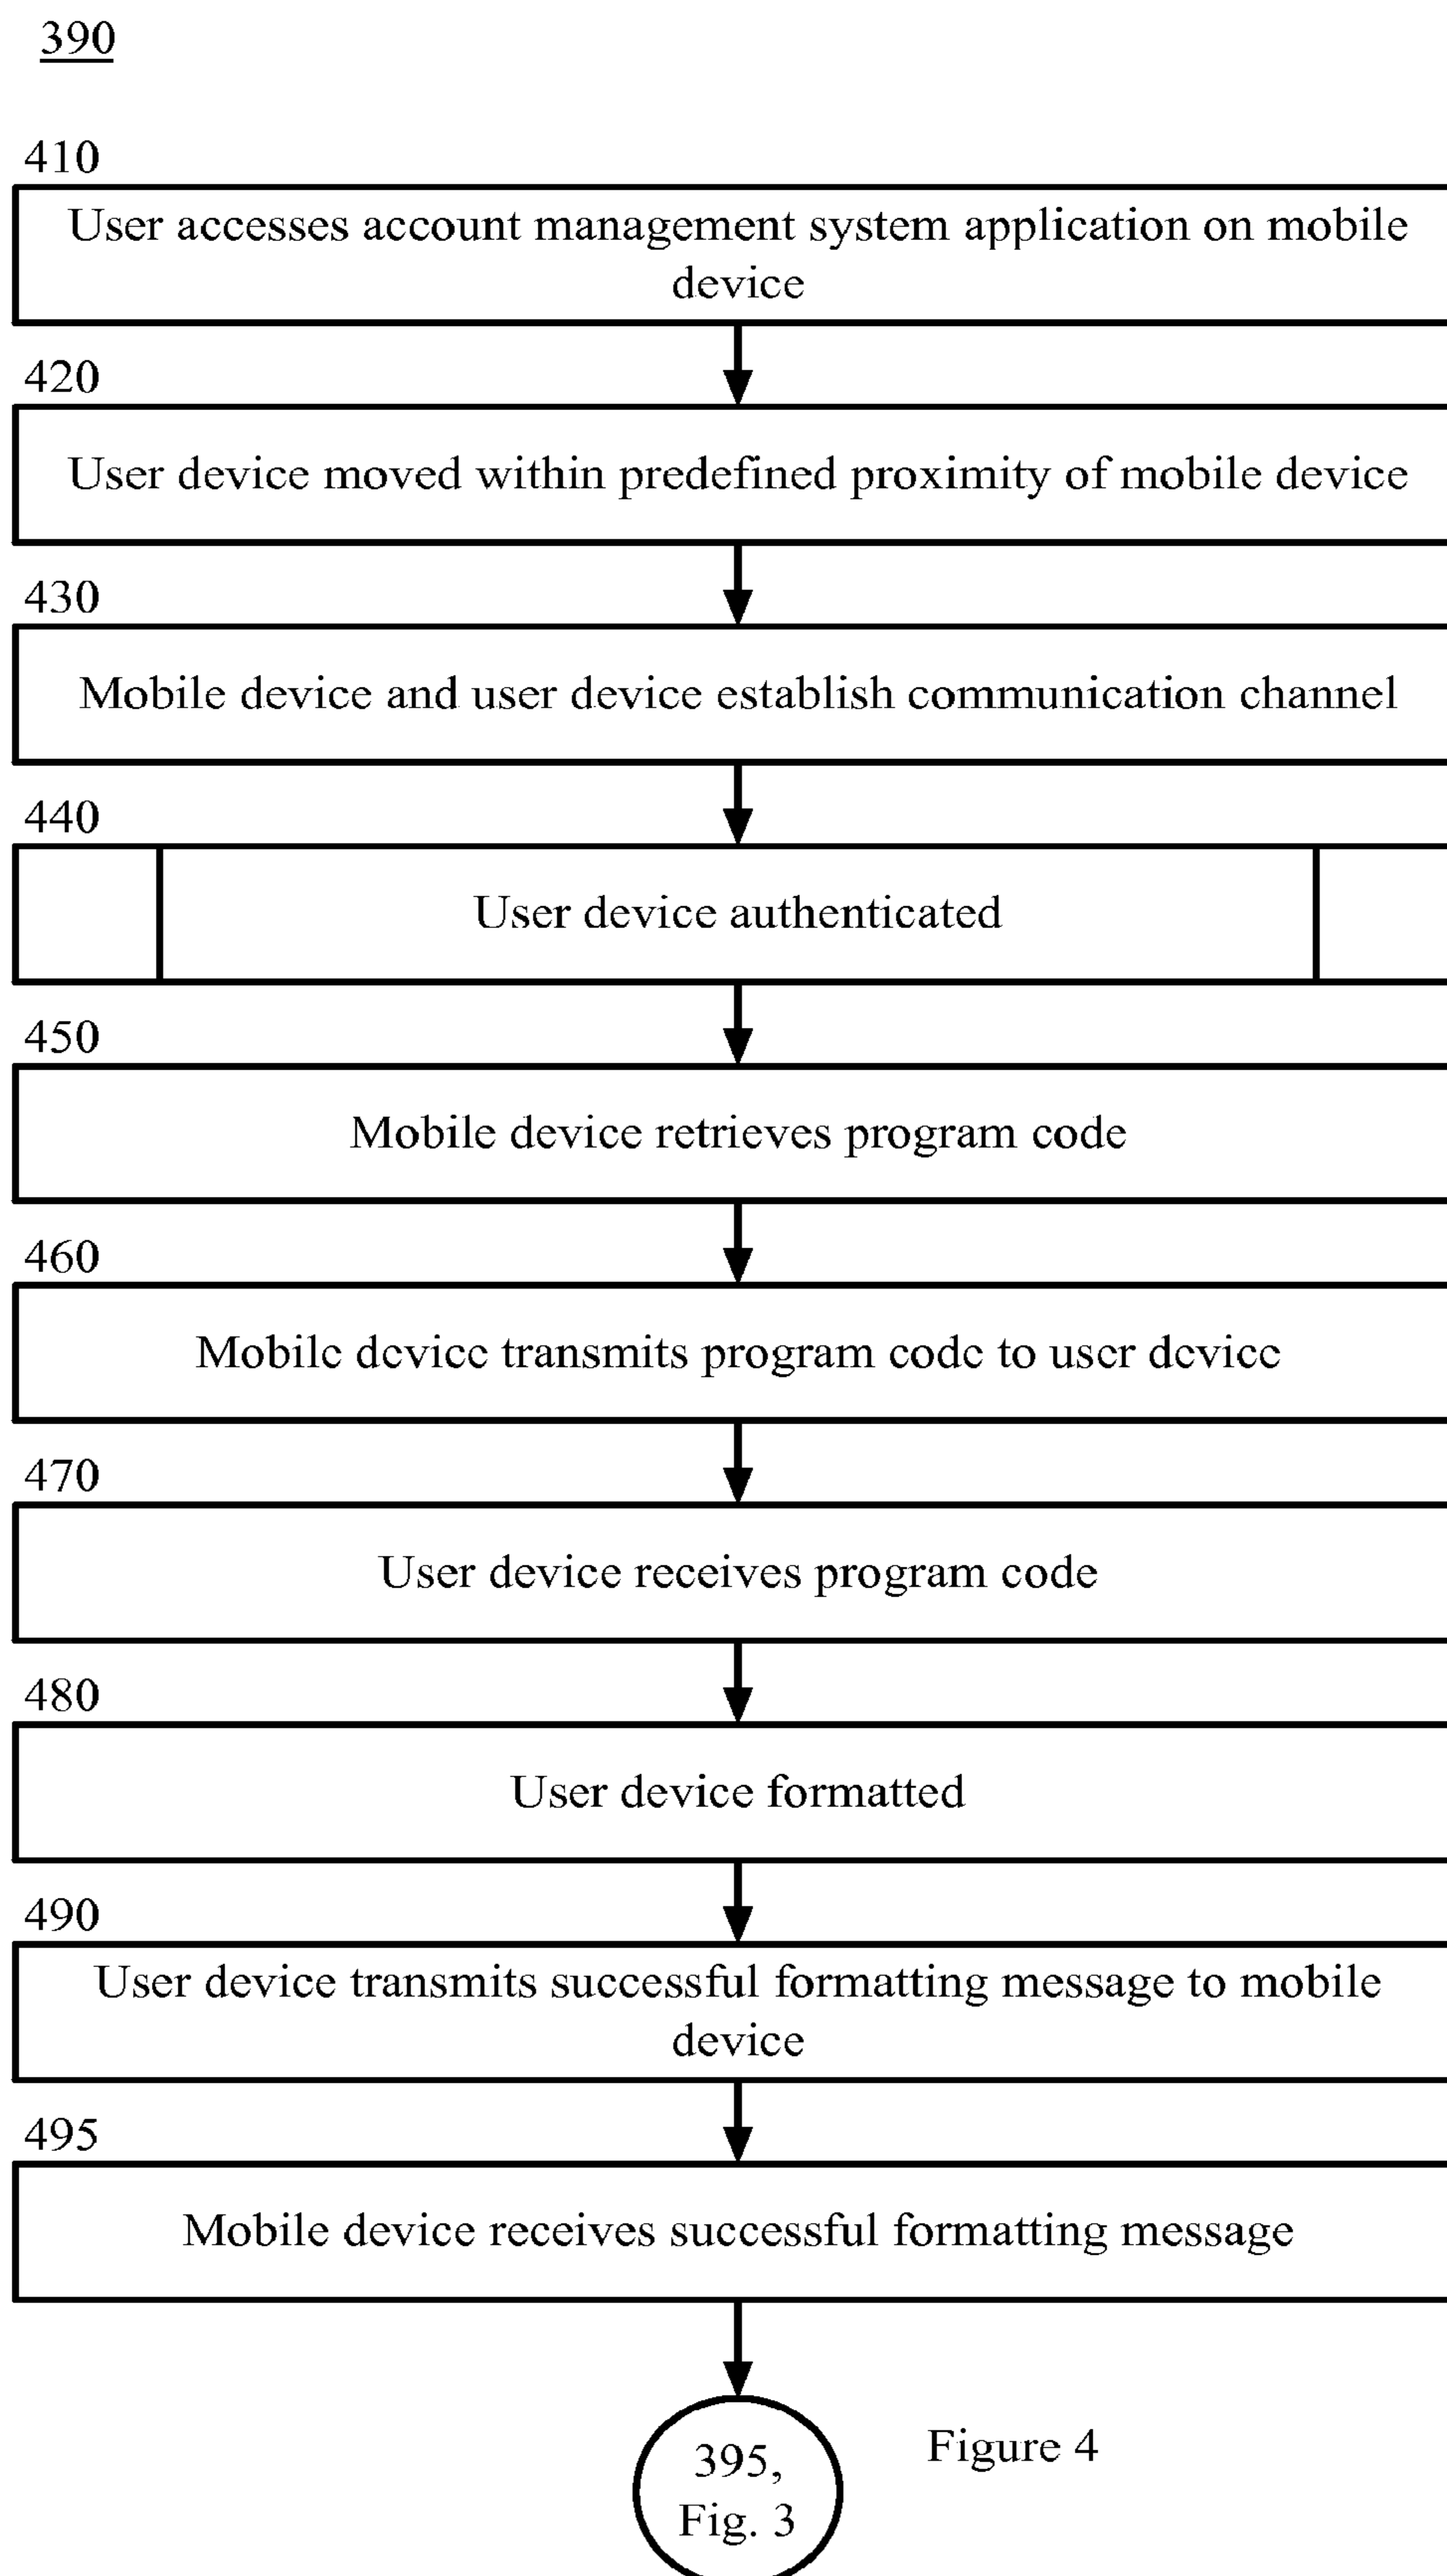 390
410
User accesses account management system application on mobile
device
420
User device moved within predefined proximity of mobile device
430
Mobile device and user device establish communication channel
440
User device authenticated
450
Mobile device retrieves program code
460
Mobile device transmits program code to user device
470
User device receives program code
480
User device formatted
490
User device transmits successful formatting message to mobile
device
495
Mobile device receives successful formatting message
395,
Fig. 3
Figure 4